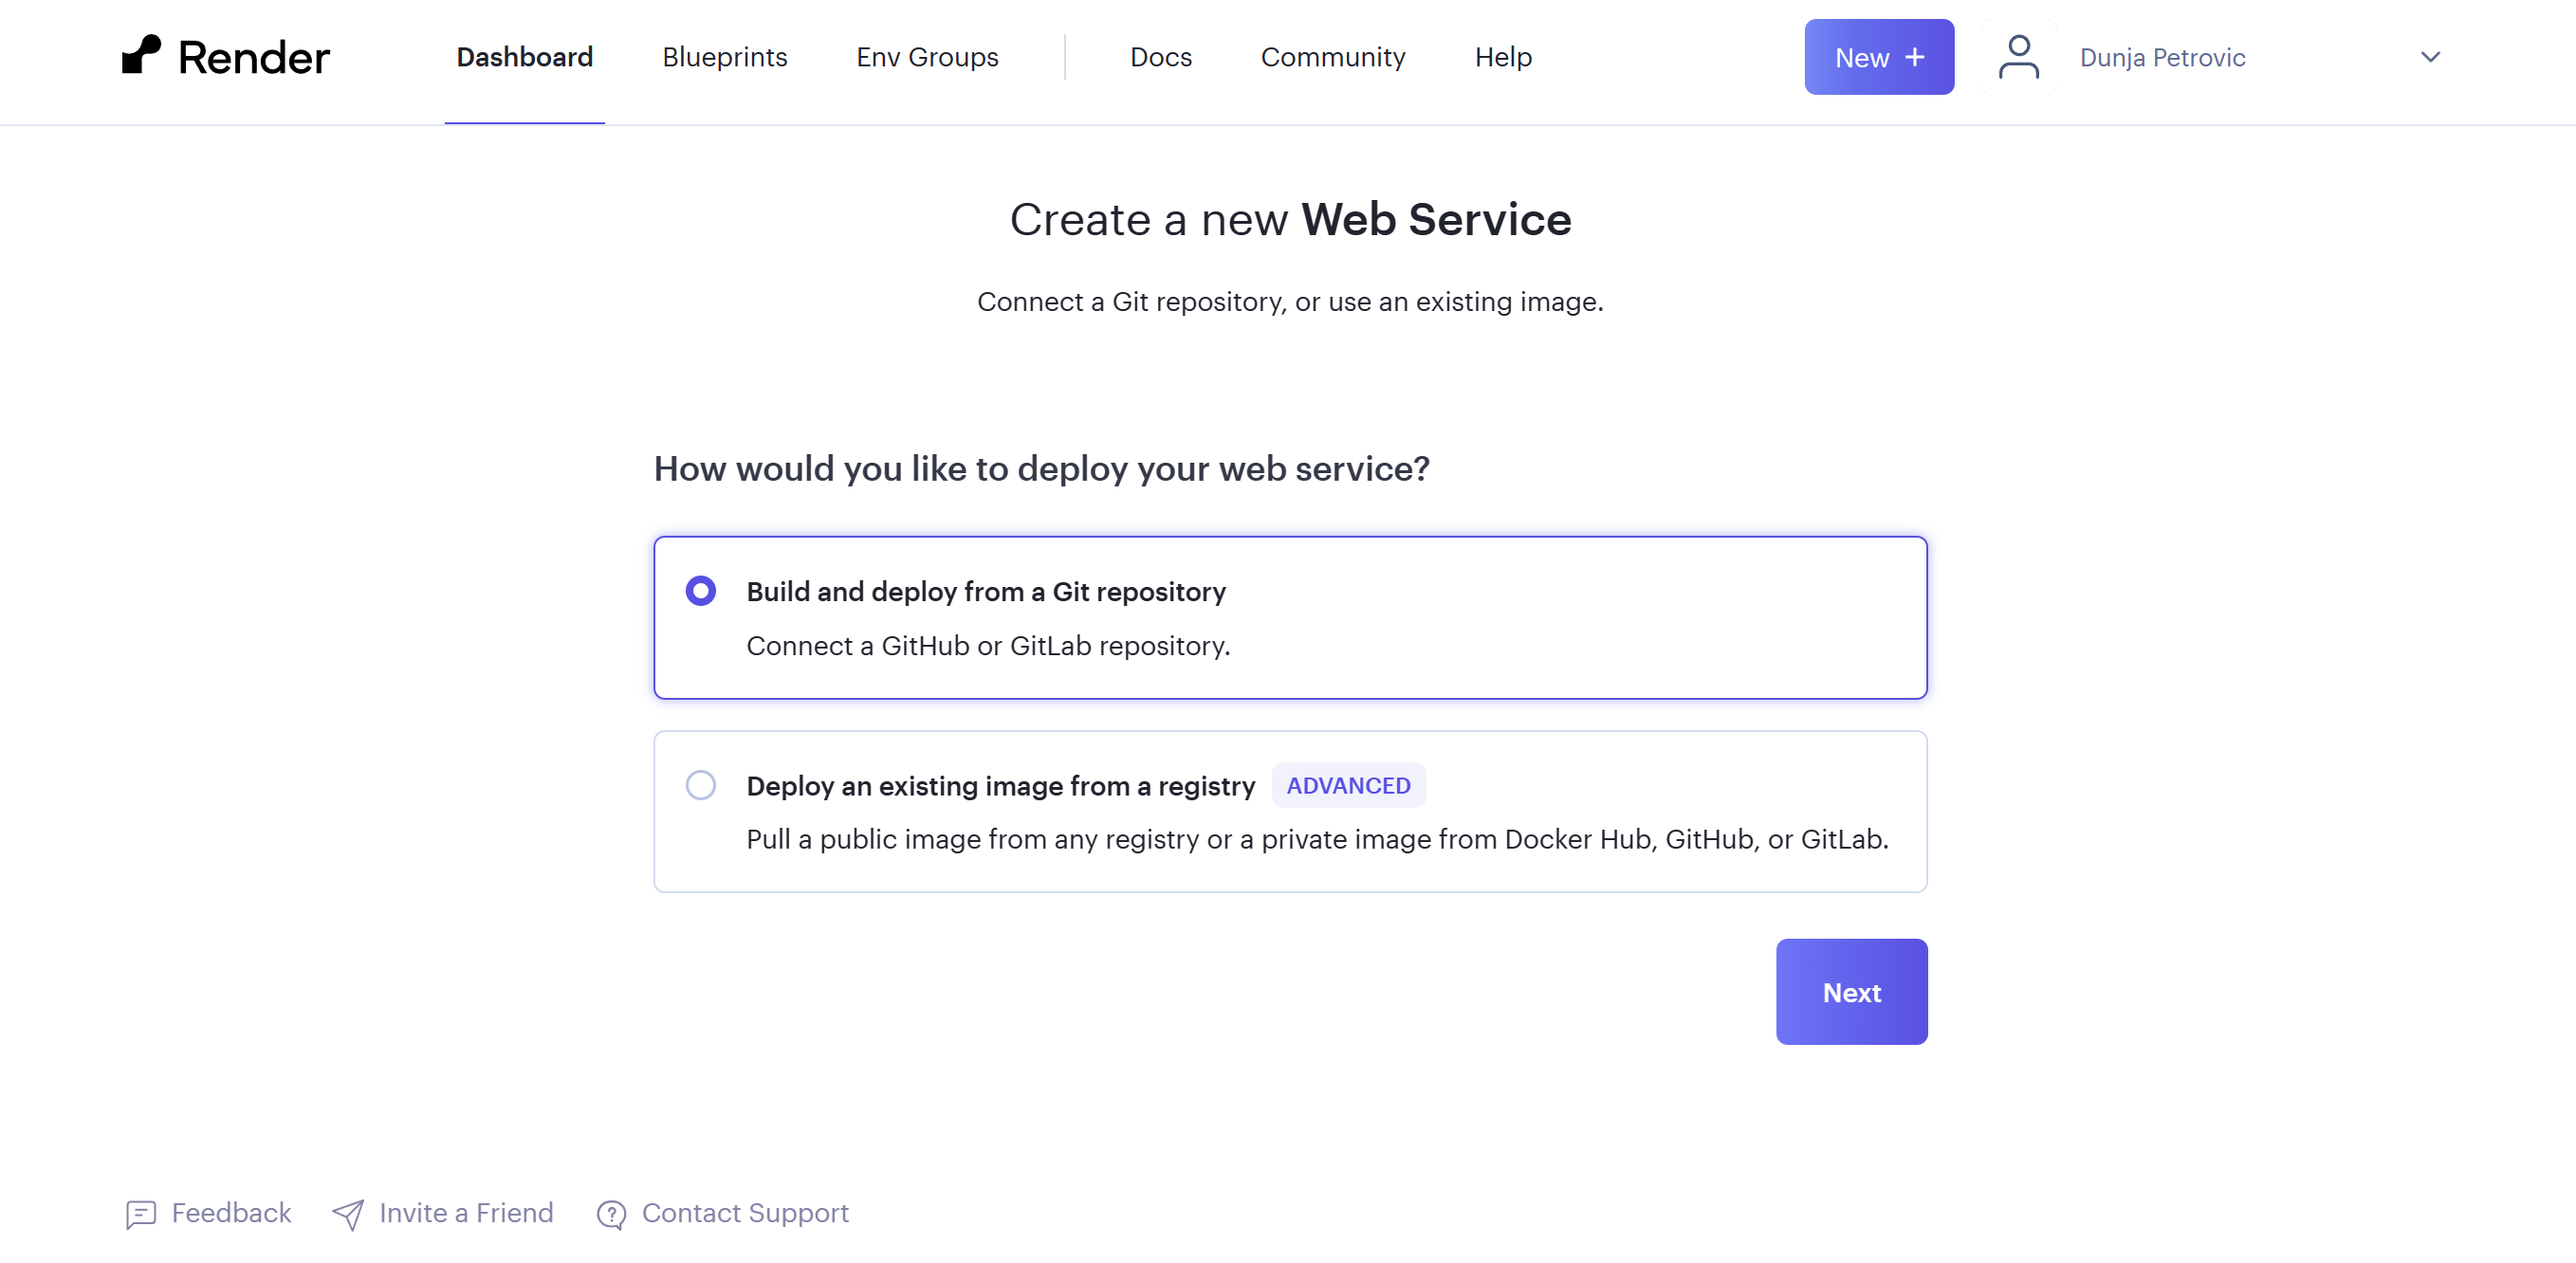 Render
Dashboard
Blueprints
Env Groups
Docs
Community
Help
New +
Dunja Petrovic
Create a new Web Service
Connect a Git repository, or use an existing image.
How would you like to deploy your web service?
Build and deploy from a Git repository
Connect a GitHub or GitLab repository.
Deploy an existing image from a registry ADVANCED
Pull a public image from any registry or a private image from Docker Hub, GitHub, or GitLab.
Next
Feedback
Invite a Friend
Contact Support